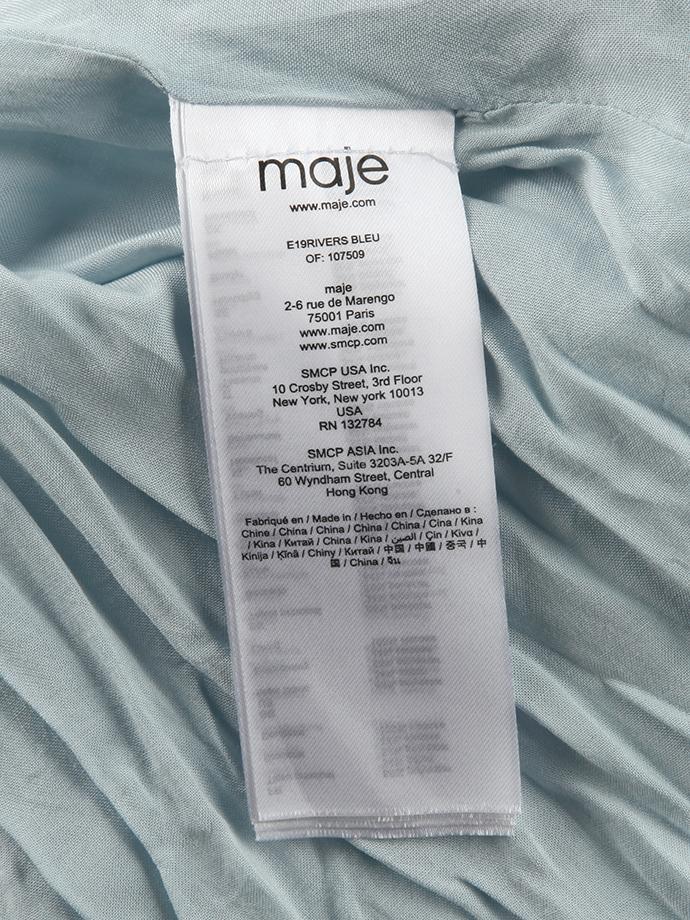 maje
www.maje.com
E19RIVERS BLEU
OF: 107509
maje
2-6 rue de Marengo
75001 Paris
www.maje.com
www.smcp.com
SMCP USA Inc.
10 Crosby Street, 3rd Floor
New York, New york 10013
USA
RN 132784
SMCP ASIA Inc.
The Centrium, Suite 3203A-5A 32/F
60 Wyndham Street, Central
Hong Kong
Fabriqué en / Made in / Hecho en / Сделано в :
Chine / China / China / China / China / Cina / Kina
/ Kina / Китай / China / Kina / الصين / Çin / Kiva /
Kinija / Ķīnā / Chiny / Китай / 中国 / 中國 / 중국 / 中
国 / China / จีน